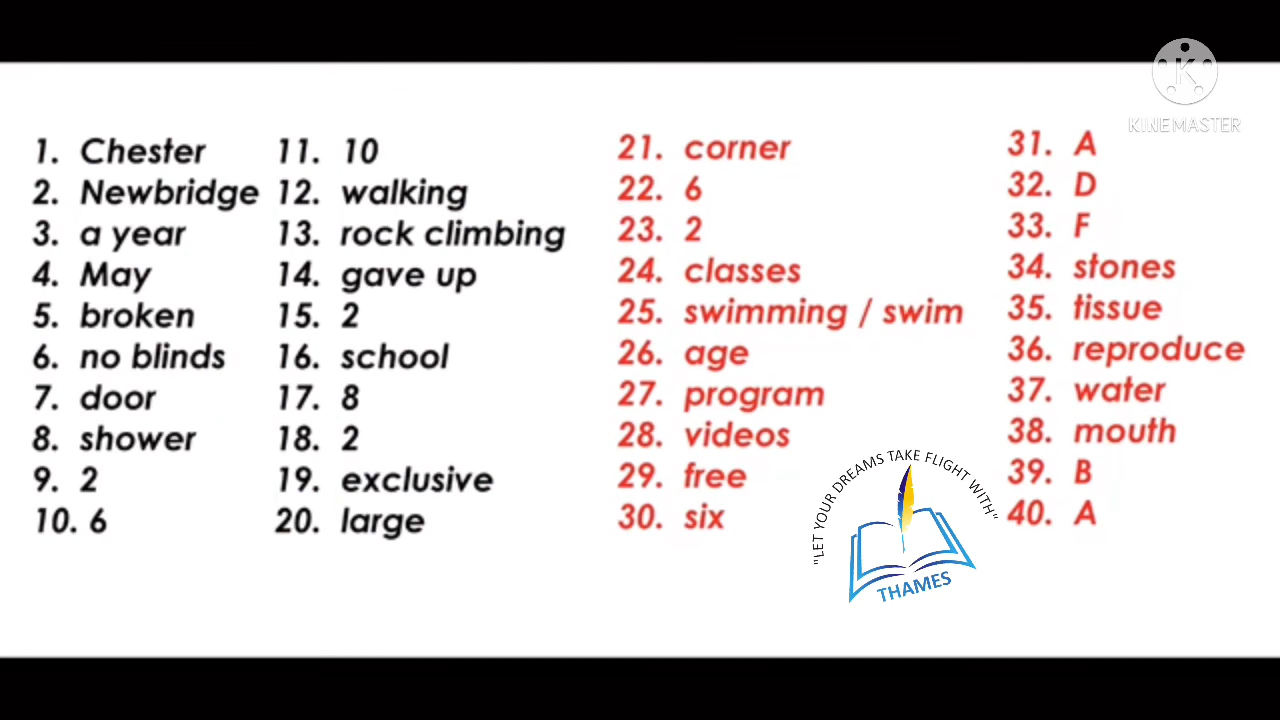 1. Chester
2. Newbridge
3. a year
4. May
5. broken
6. no blinds
7. door
8. shower
9. 2
10. 6
11. 10
12. walking
13. rock climbing
14. gave up
15. 2
16. school
17. 8
18. 2
19. exclusive
20. large
21. corner
22. 6
23. 2
24. classes
25. swimming / swim
26. age
27. program
28. videos
29. free
30. six
31. A
32. D
33. F
34. stones
35. tissue
36. reproduce
37. water
38. mouth
39. B
40. A
"LET YOUR DREAMS TAKE FLIGHT WITH"
THAMES
K
KINEMASTER